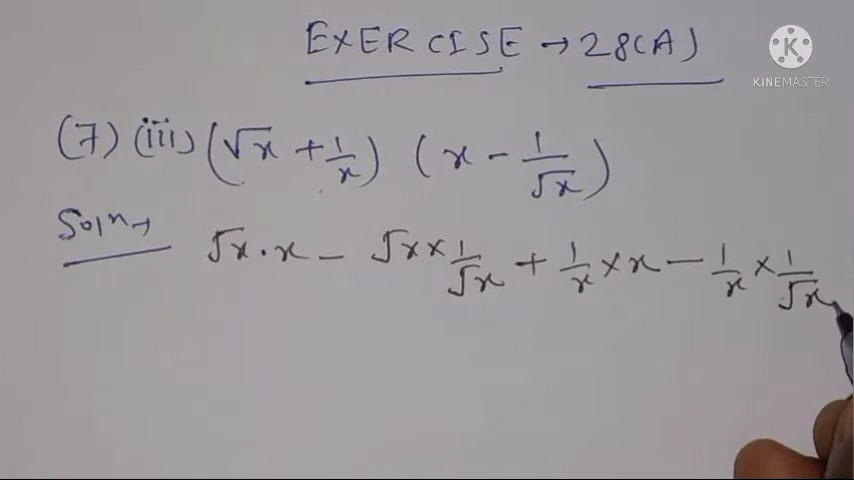 EXERCISE → 28(A)
K
KINEMASTER
(7) (iii) (√x + 1/x) (x - 1/√x)
Solⁿ→
√x . x - √x × 1/√x + 1/x × x - 1/x × 1/√x